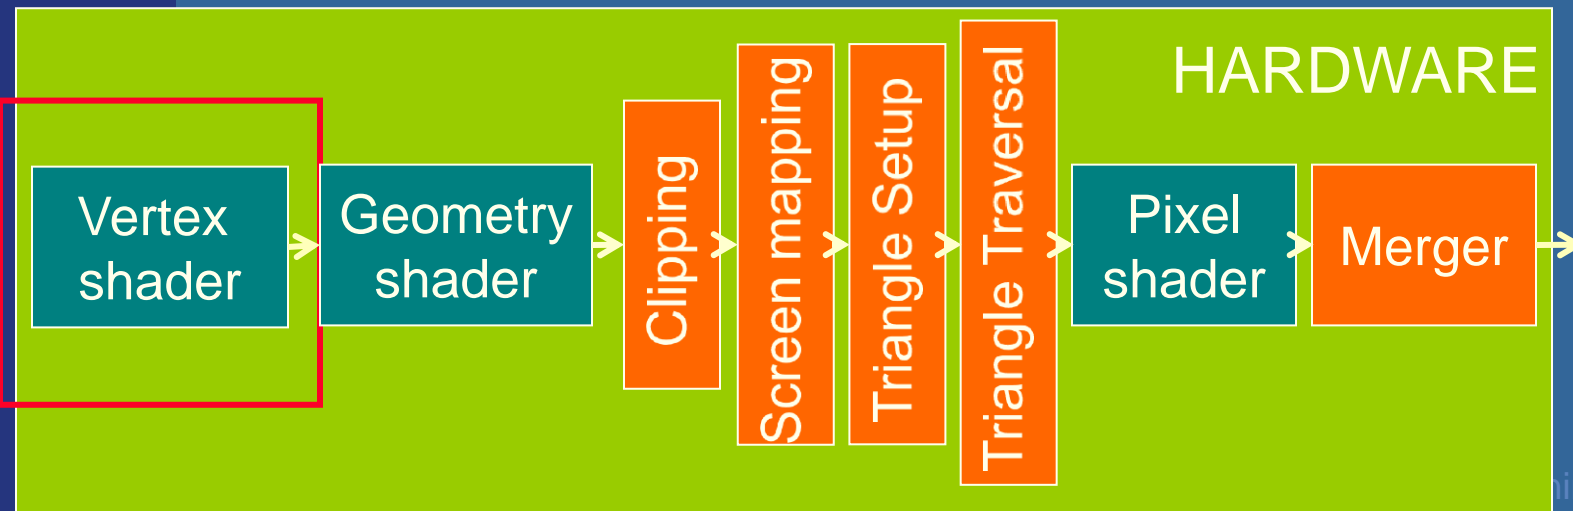 HARDWARE
Vertex
shader
Geometry
shader
Clipping
Screen mapping
Triangle Setup
Triangle Traversal
Pixel
shader
Merger